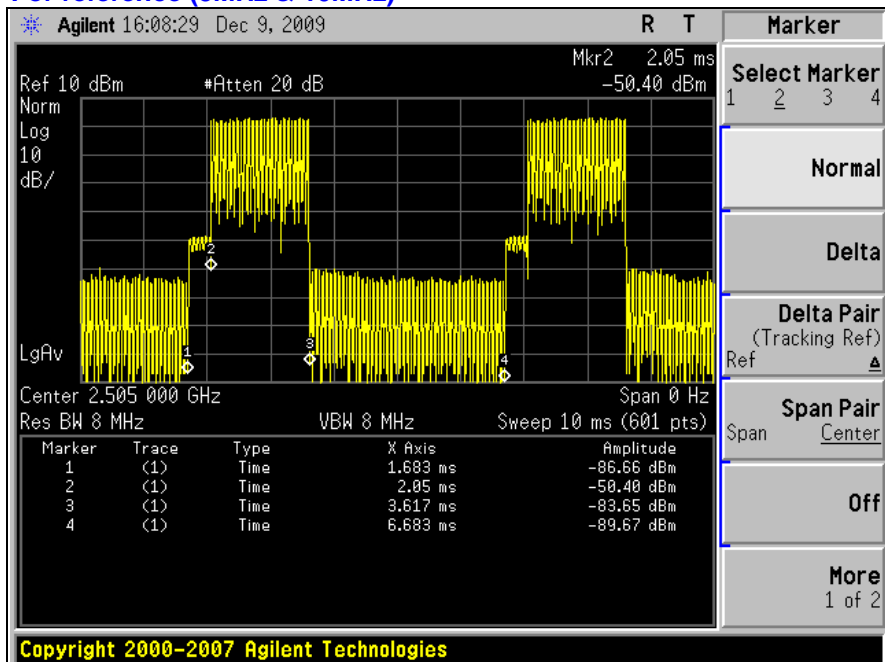 Agilent 16:08:29 Dec 9, 2009 R T
Mkr2 2.05 ms
Ref 10 dBm #Atten 20 dB -50.40 dBm
Norm
Log
10
dB/
LgAv
1
2
3
4
Center 2.505 000 GHz Span 0 Hz
Res BW 8 MHz VBW 8 MHz Sweep 10 ms (601 pts)
Marker Trace Type X Axis Amplitude
1 (1) Time 1.683 ms -86.66 dBm
2 (1) Time 2.05 ms -50.40 dBm
3 (1) Time 3.617 ms -83.65 dBm
4 (1) Time 6.683 ms -89.67 dBm
Copyright 2000-2007 Agilent Technologies
Marker
Select Marker
1 2 3 4
Normal
Delta
Delta Pair
(Tracking Ref)
Ref Δ
Span Pair
Span Center
Off
More
1 of 2